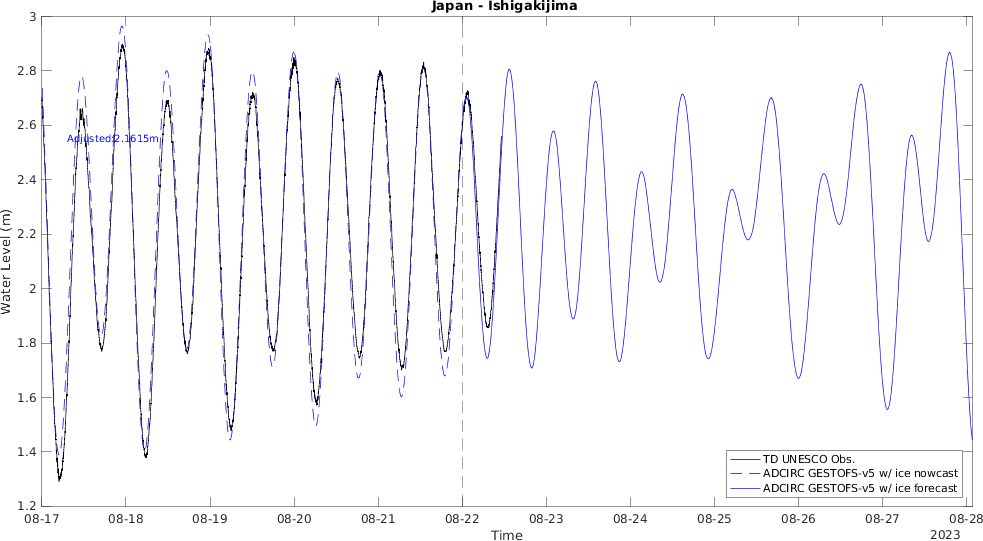 Japan - Ishigakijima
3
2.8
2.6
2.4
2.2
2
1.8
1.6
1.4
1.2
Water Level (m)
Adjusted:2.1615m
TD UNESCO Obs.
ADCIRC GESTOFS-v5 w/ ice nowcast
ADCIRC GESTOFS-v5 w/ ice forecast
08-17 08-18 08-19 08-20 08-21 08-22 08-23 08-24 08-25 08-26 08-27 08-28
Time
2023